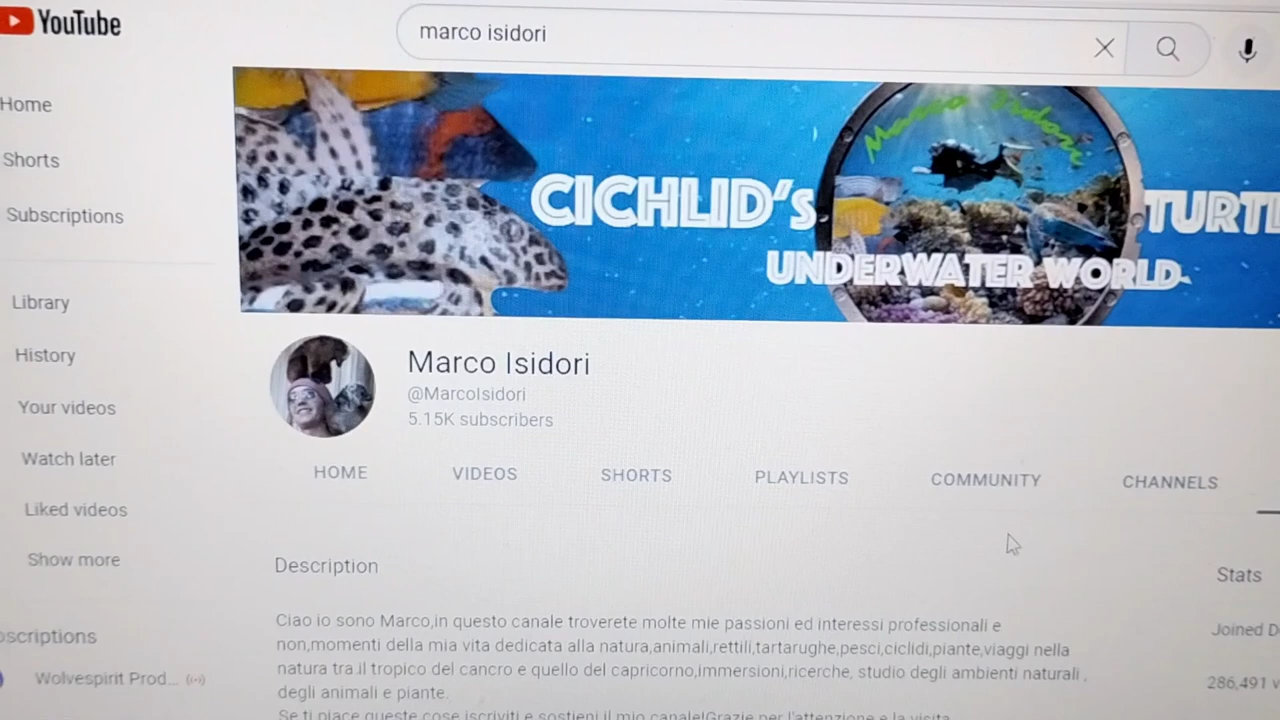 YouTube
marco isidori
Home
Shorts
Subscriptions
Library
History
Your videos
Watch later
Liked videos
Show more
Wolvespirit Prod...
CICHLID's
Marco Isidori
UNDERWATER WORLD
Marco Isidori
@MarcoIsidori
5.15K subscribers
HOME
VIDEOS
SHORTS
PLAYLISTS
COMMUNITY
CHANNELS
Description
Ciao io sono Marco,in questo canale troverete molte mie passioni ed interessi professionali e
non,momenti della mia vita dedicata alla natura,animali,rettili,tartarughe,pesci,ciclidi,piante,viaggi nella
natura tra il tropico del cancro e quello del capricorno,immersioni,ricerche, studio degli ambienti naturali ,
degli animali e piante.
Se ti piace queste cose iscriviti e sostieni il mio canale!Grazie per l'attenzione e la visita
Stats
Joined
286,491